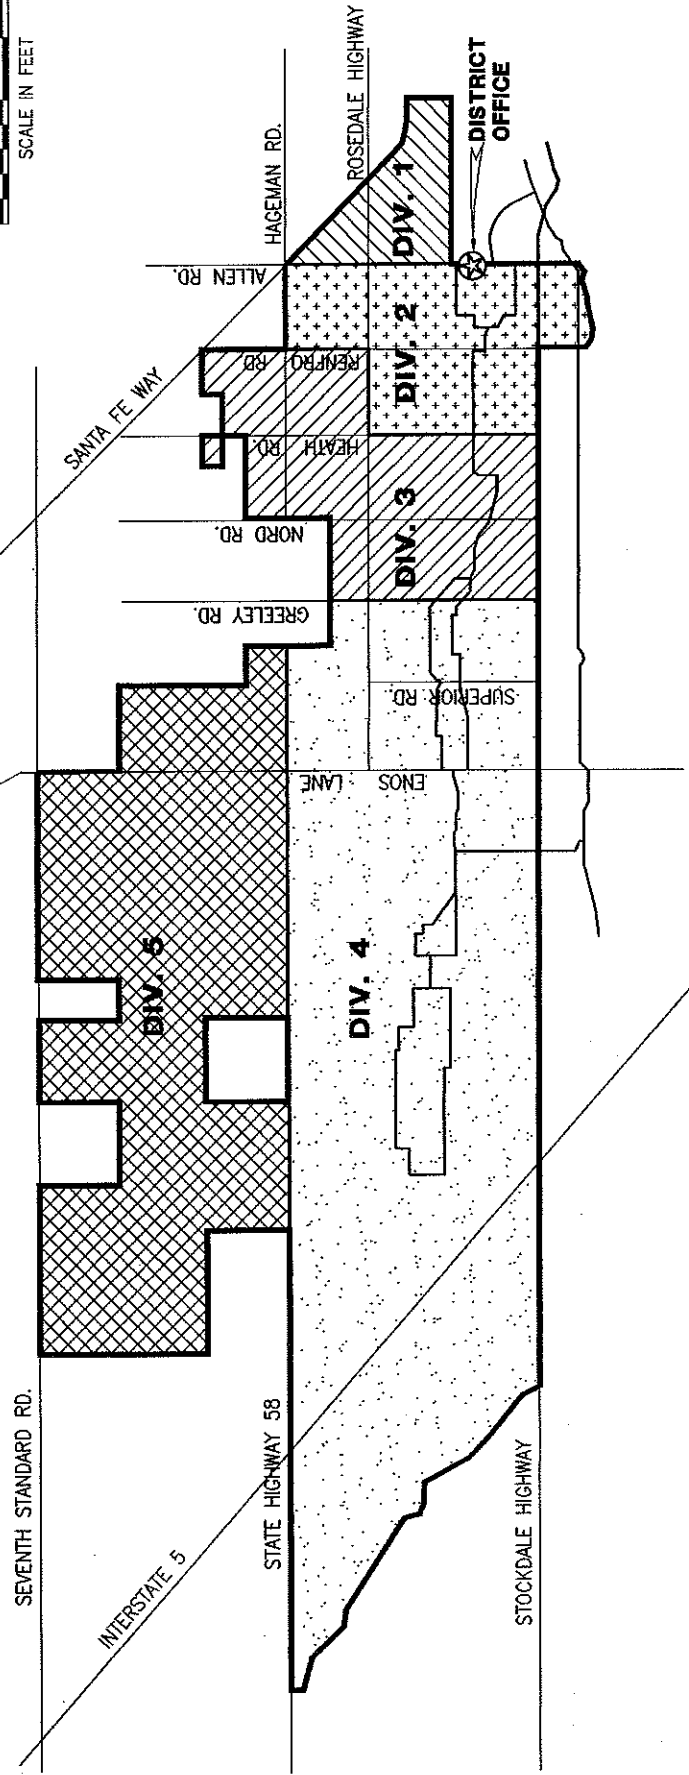 SCALE IN FEET
HAGEMAN RD.
ROSEDALE HIGHWAY
DISTRICT
OFFICE
DIV. 1
ALLEN RD.
DIV. 2
RENFRO RD
SANTA FE WAY
HEATH RD.
DIV. 3
NORD RD.
GREELEY RD.
SUPERIOR RD
ENOS LANE
DIV. 5
DIV. 4
SEVENTH STANDARD RD.
STATE HIGHWAY 58
INTERSTATE 5
STOCKDALE HIGHWAY